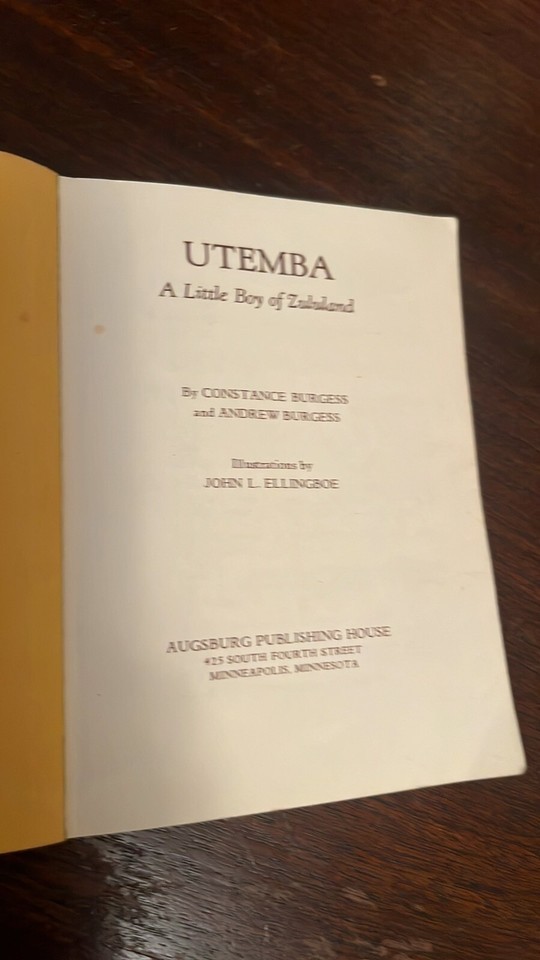 UTEMBA
A Little Boy of Zululand
By CONSTANCE BURGESS
and ANDREW BURGESS
Illustrations by
JOHN L. ELLINGBOE
AUGSBURG PUBLISHING HOUSE
425 SOUTH FOURTH STREET
MINNEAPOLIS, MINNESOTA